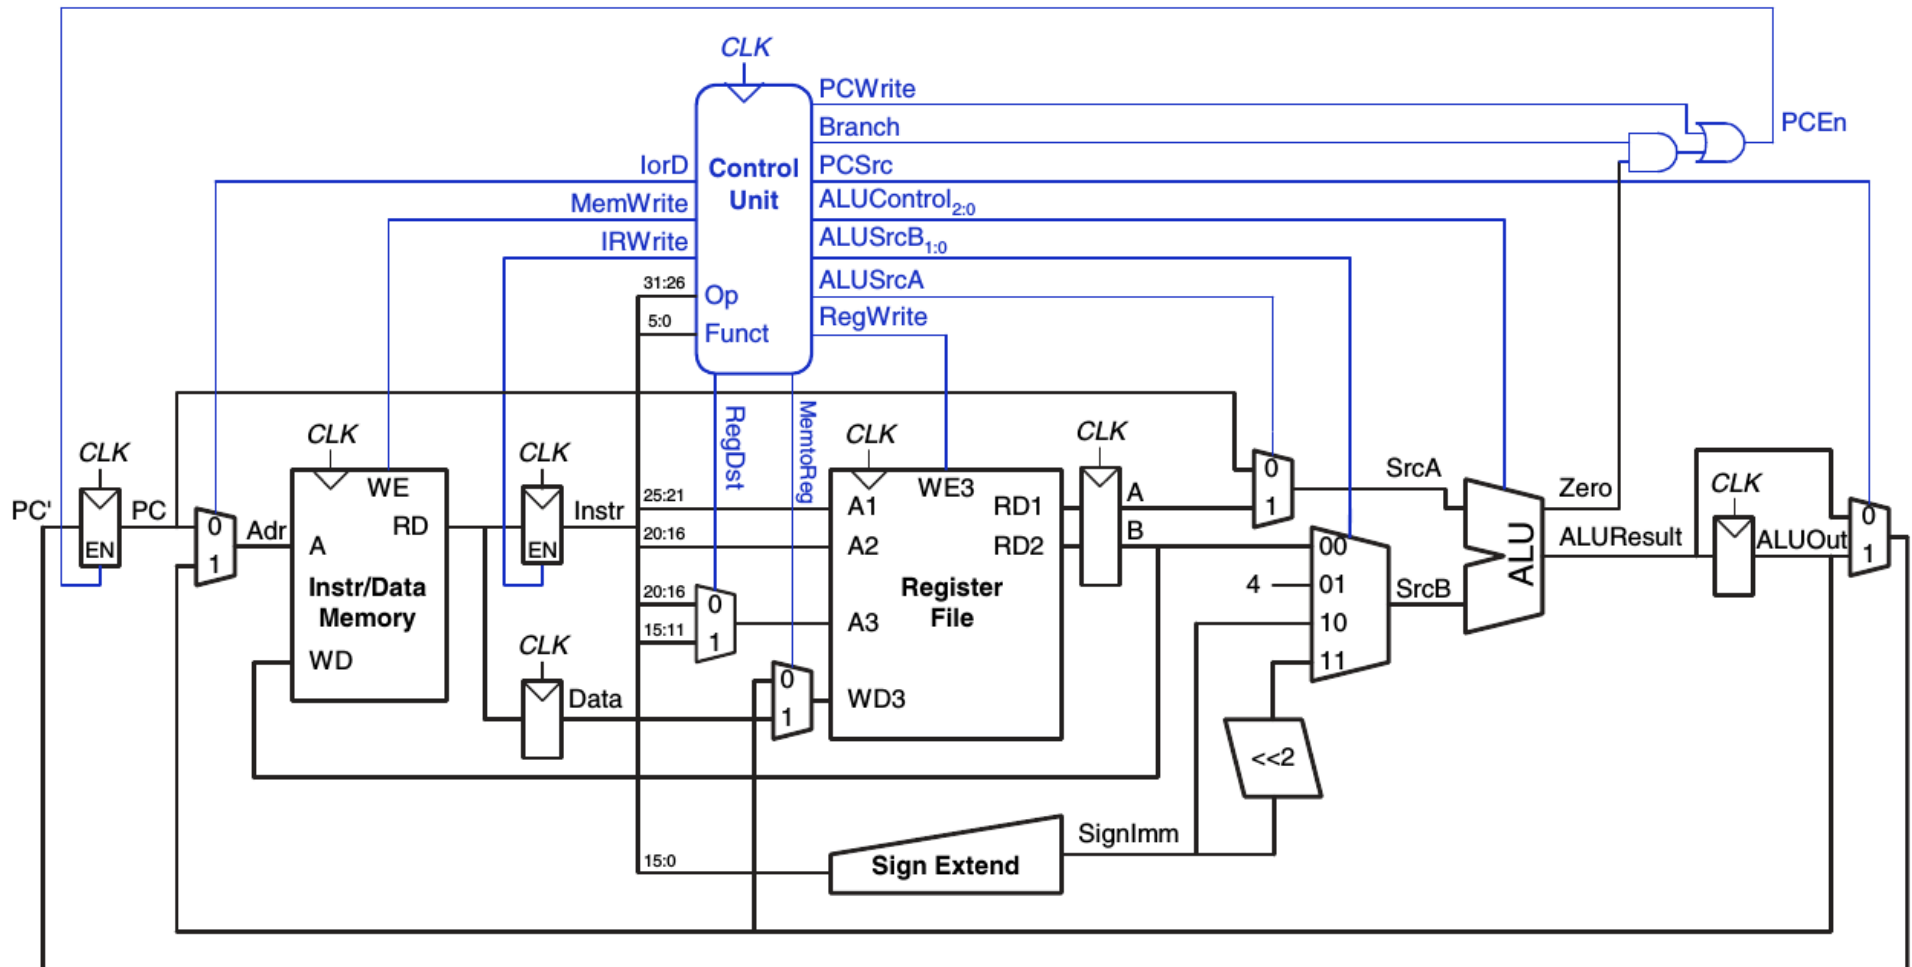 CLK
PCWrite
Branch
PCEn
IorD
Control
Unit
PCSrc
MemWrite
ALUControl2:0
IRWrite
ALUSrcB1:0
31:26
Op
ALUSrcA
5:0
Funct
RegWrite
RegDst
MemtoReg
CLK
CLK
CLK
CLK
CLK
PC'
EN
PC
0
1
Adr
WE
RD
A
Instr/Data
Memory
WD
EN
Instr
CLK
Data
25:21
20:16
20:16
15:11
0
1
0
1
A1
A2
A3
WD3
WE3
RD1
RD2
Register
File
A
B
0
1
SrcA
00
4
01
10
11
SrcB
<<2
ALU
Zero
ALUResult
CLK
ALUOut
0
1
15:0
Sign Extend
SignImm